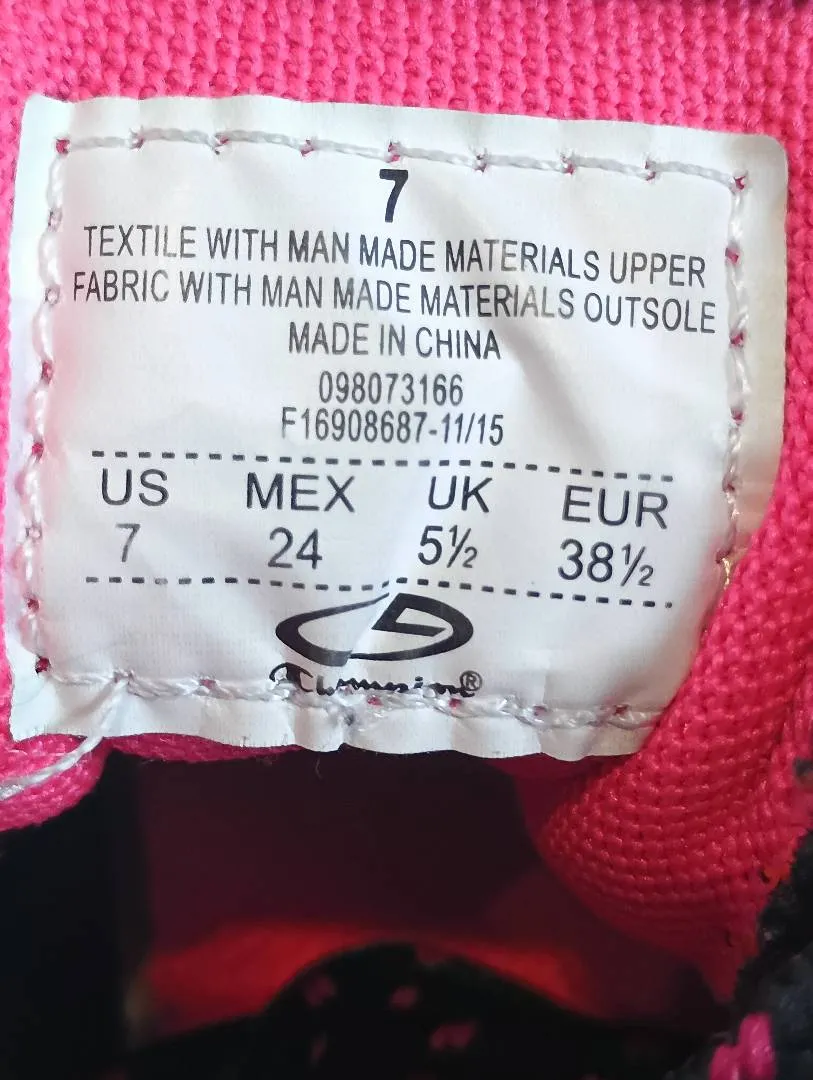 7
TEXTILE WITH MAN MADE MATERIALS UPPER
FABRIC WITH MAN MADE MATERIALS OUTSOLE
MADE IN CHINA
098073166
F16908687-11/15
US MEX UK EUR
7 24 5½ 38½
Champion®